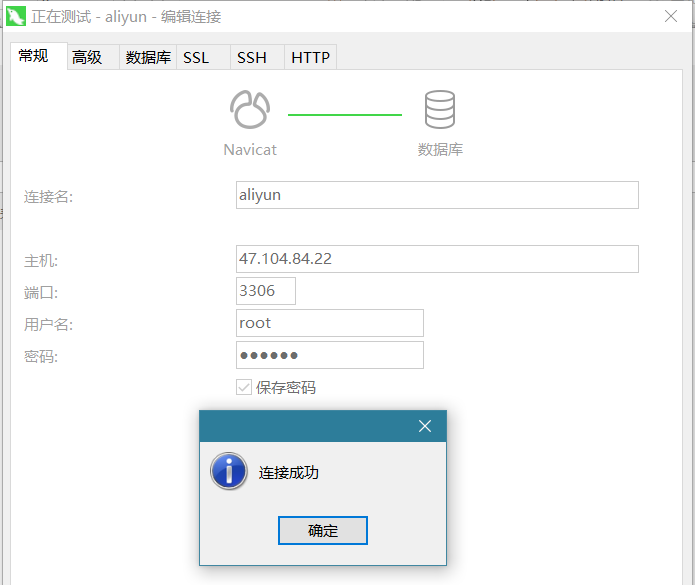 正在测试 - aliyun - 编辑连接
常规 高级 数据库 SSL SSH HTTP
Navicat 数据库
连接名: aliyun
主机: 47.104.84.22
端口: 3306
用户名: root
密码: ●●●●●●
保存密码
连接成功
确定